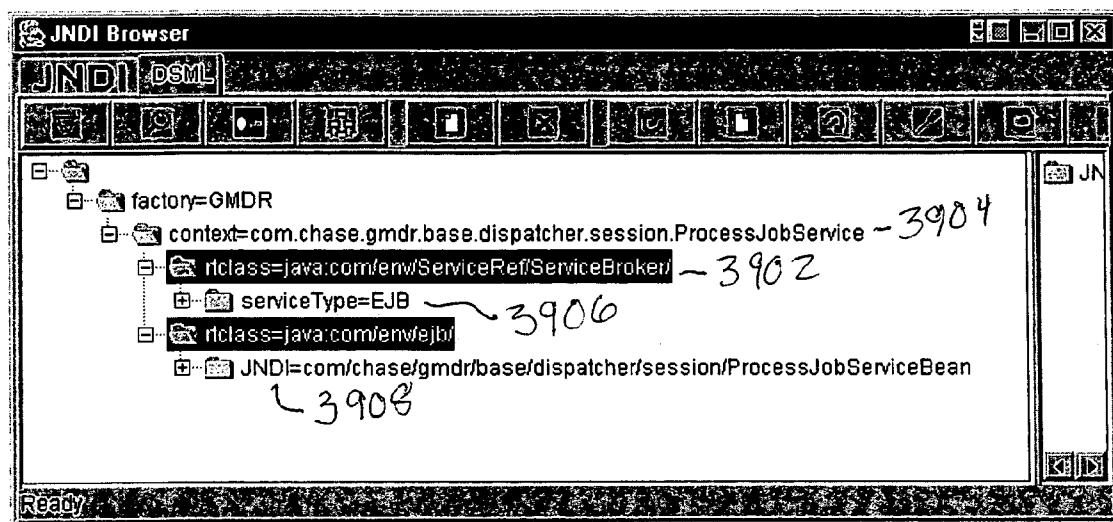 JNDI Browser
JNDI DSML
factory=GMDR
context=com.chase.gmdr.base.dispatcher.session.ProcessJobService - 3904
rtclass=java:com/env/ServiceRef/ServiceBroker/ - 3902
serviceType=EJB 3906
rtclass=java:com/env/ejb/
JNDI=com/chase/gmdr/base/dispatcher/session/ProcessJobServiceBean
3908
JN
Ready